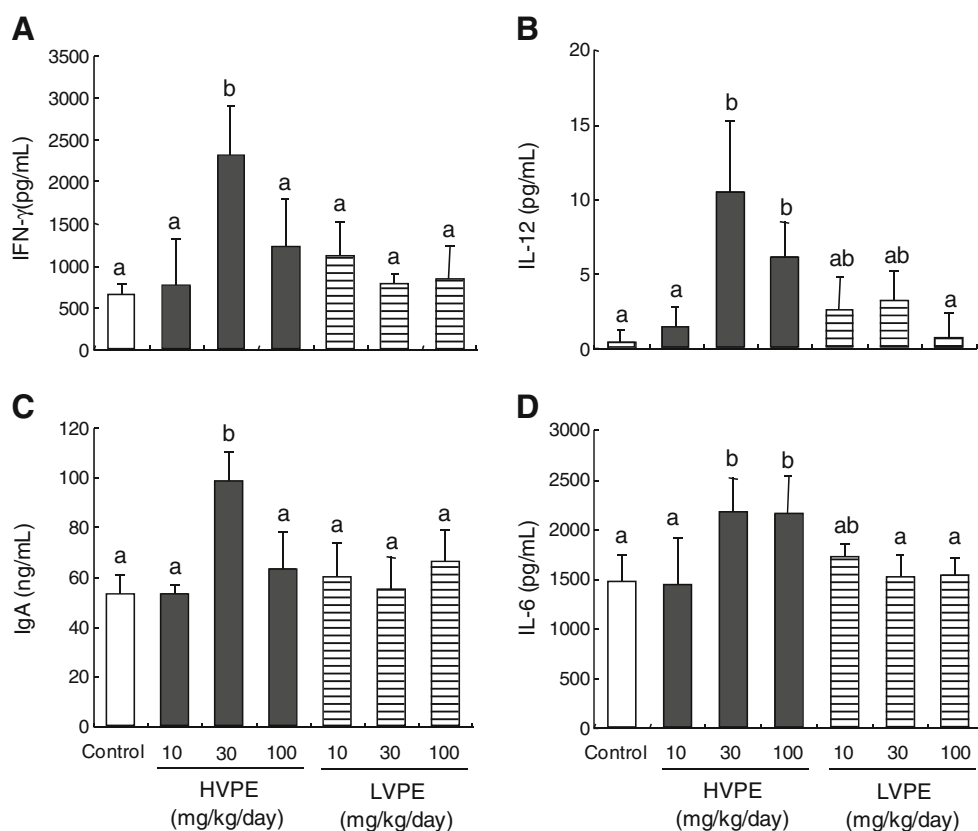 A
IFN-γ(pg/mL)
3500
3000
2500
2000
1500
1000
500
0
a
a
b
a
a
a
a
B
IL-12 (pg/mL)
20
15
10
5
0
a
a
b
b
ab
ab
a
C
IgA (ng/mL)
120
100
80
60
40
20
0
a
a
b
a
a
a
a
Control 10 30 100 10 30 100
HVPE LVPE
(mg/kg/day) (mg/kg/day)
D
IL-6 (pg/mL)
3000
2500
2000
1500
1000
500
0
a
a
b
b
ab
a
a
Control 10 30 100 10 30 100
HVPE LVPE
(mg/kg/day) (mg/kg/day)